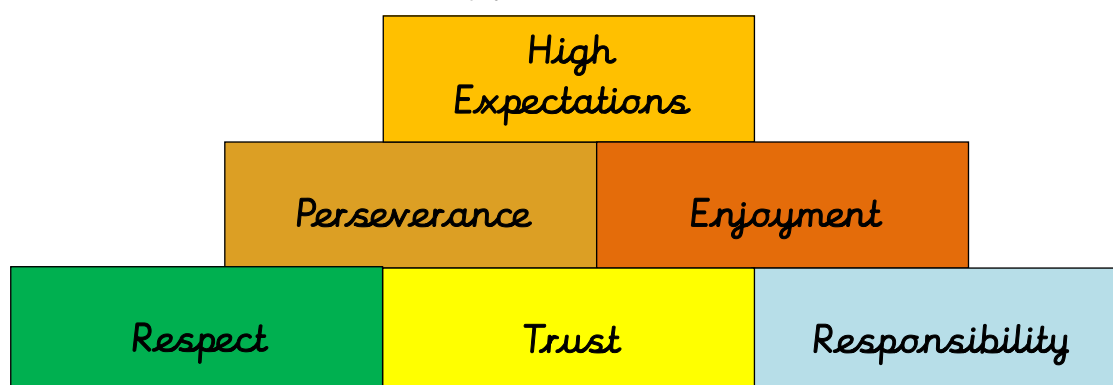 High
Expectations
Perseverance
Enjoyment
Respect
Trust
Responsibility